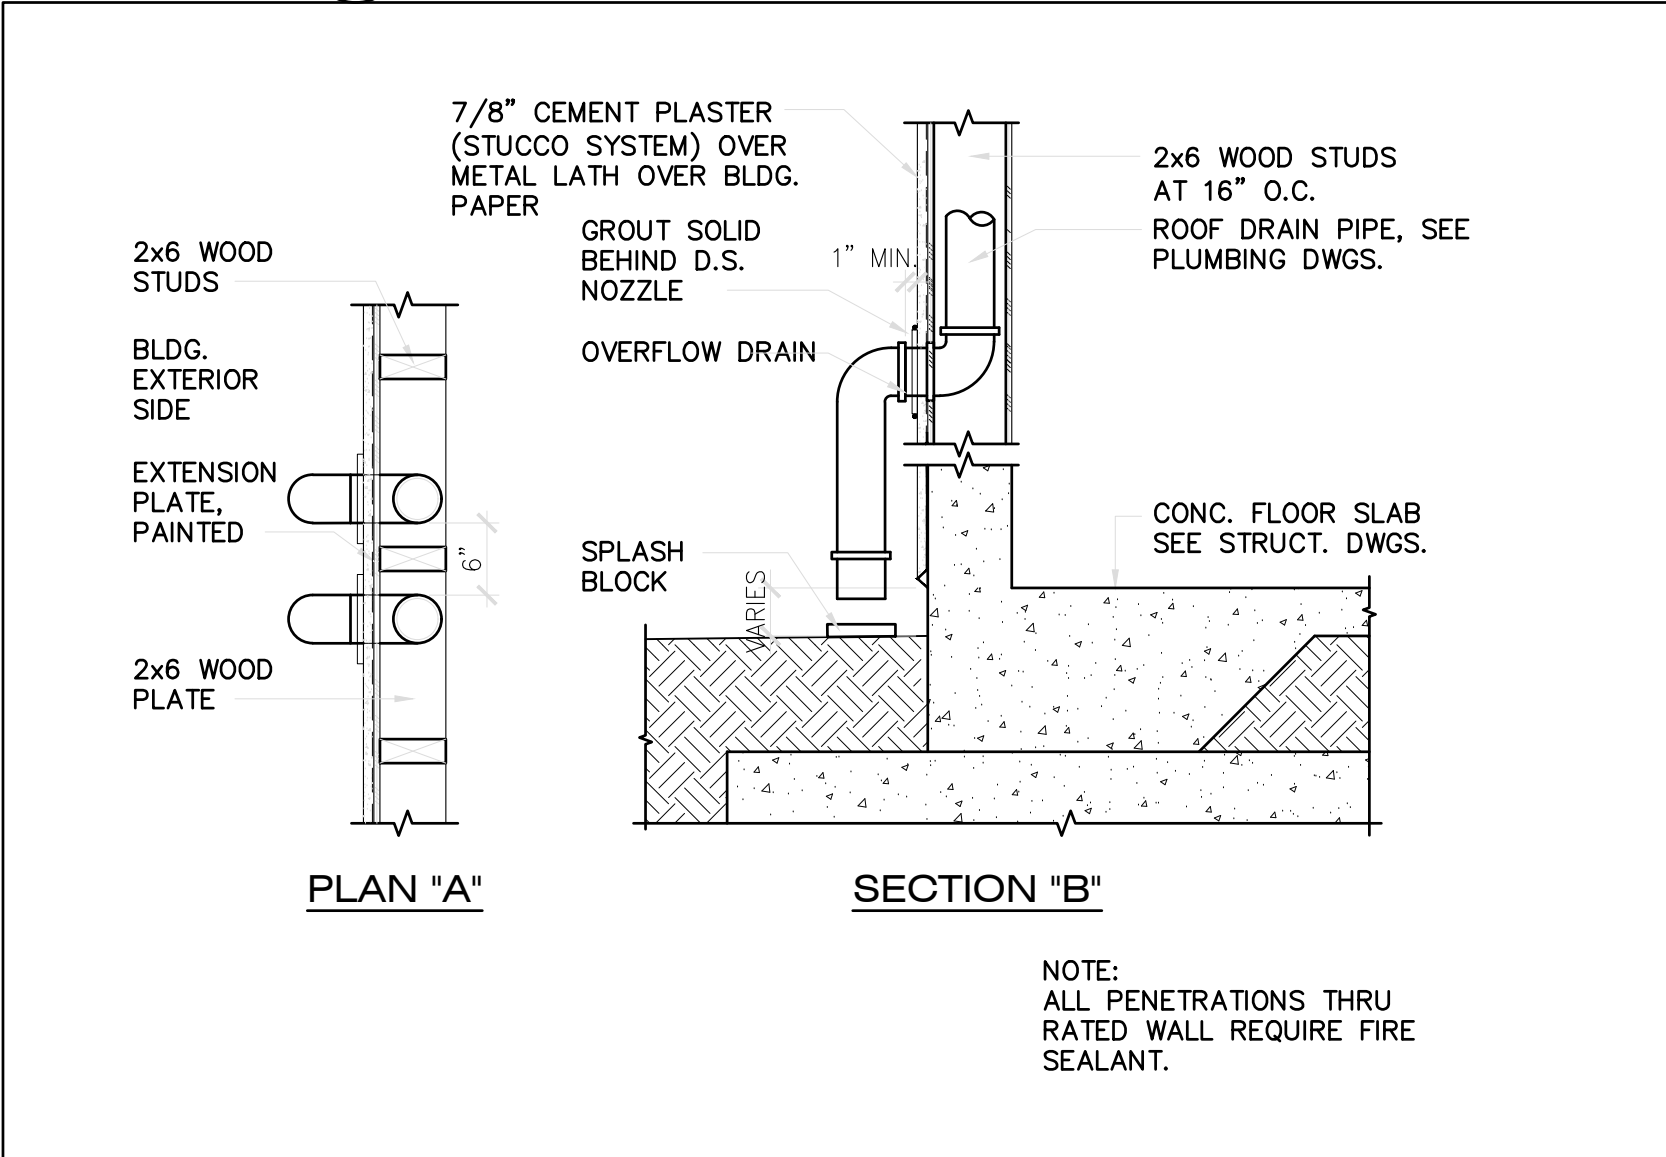 7/8" CEMENT PLASTER
(STUCCO SYSTEM) OVER
METAL LATH OVER BLDG.
PAPER
2x6 WOOD STUDS
AT 16" O.C.
GROUT SOLID
BEHIND D.S.
NOZZLE
1" MIN.
ROOF DRAIN PIPE, SEE
PLUMBING DWGS.
2x6 WOOD
STUDS
BLDG.
EXTERIOR
SIDE
OVERFLOW DRAIN
EXTENSION
PLATE,
PAINTED
6"
SPLASH
BLOCK
VARIES
CONC. FLOOR SLAB
SEE STRUCT. DWGS.
2x6 WOOD
PLATE
PLAN "A"
SECTION "B"
NOTE:
ALL PENETRATIONS THRU
RATED WALL REQUIRE FIRE
SEALANT.